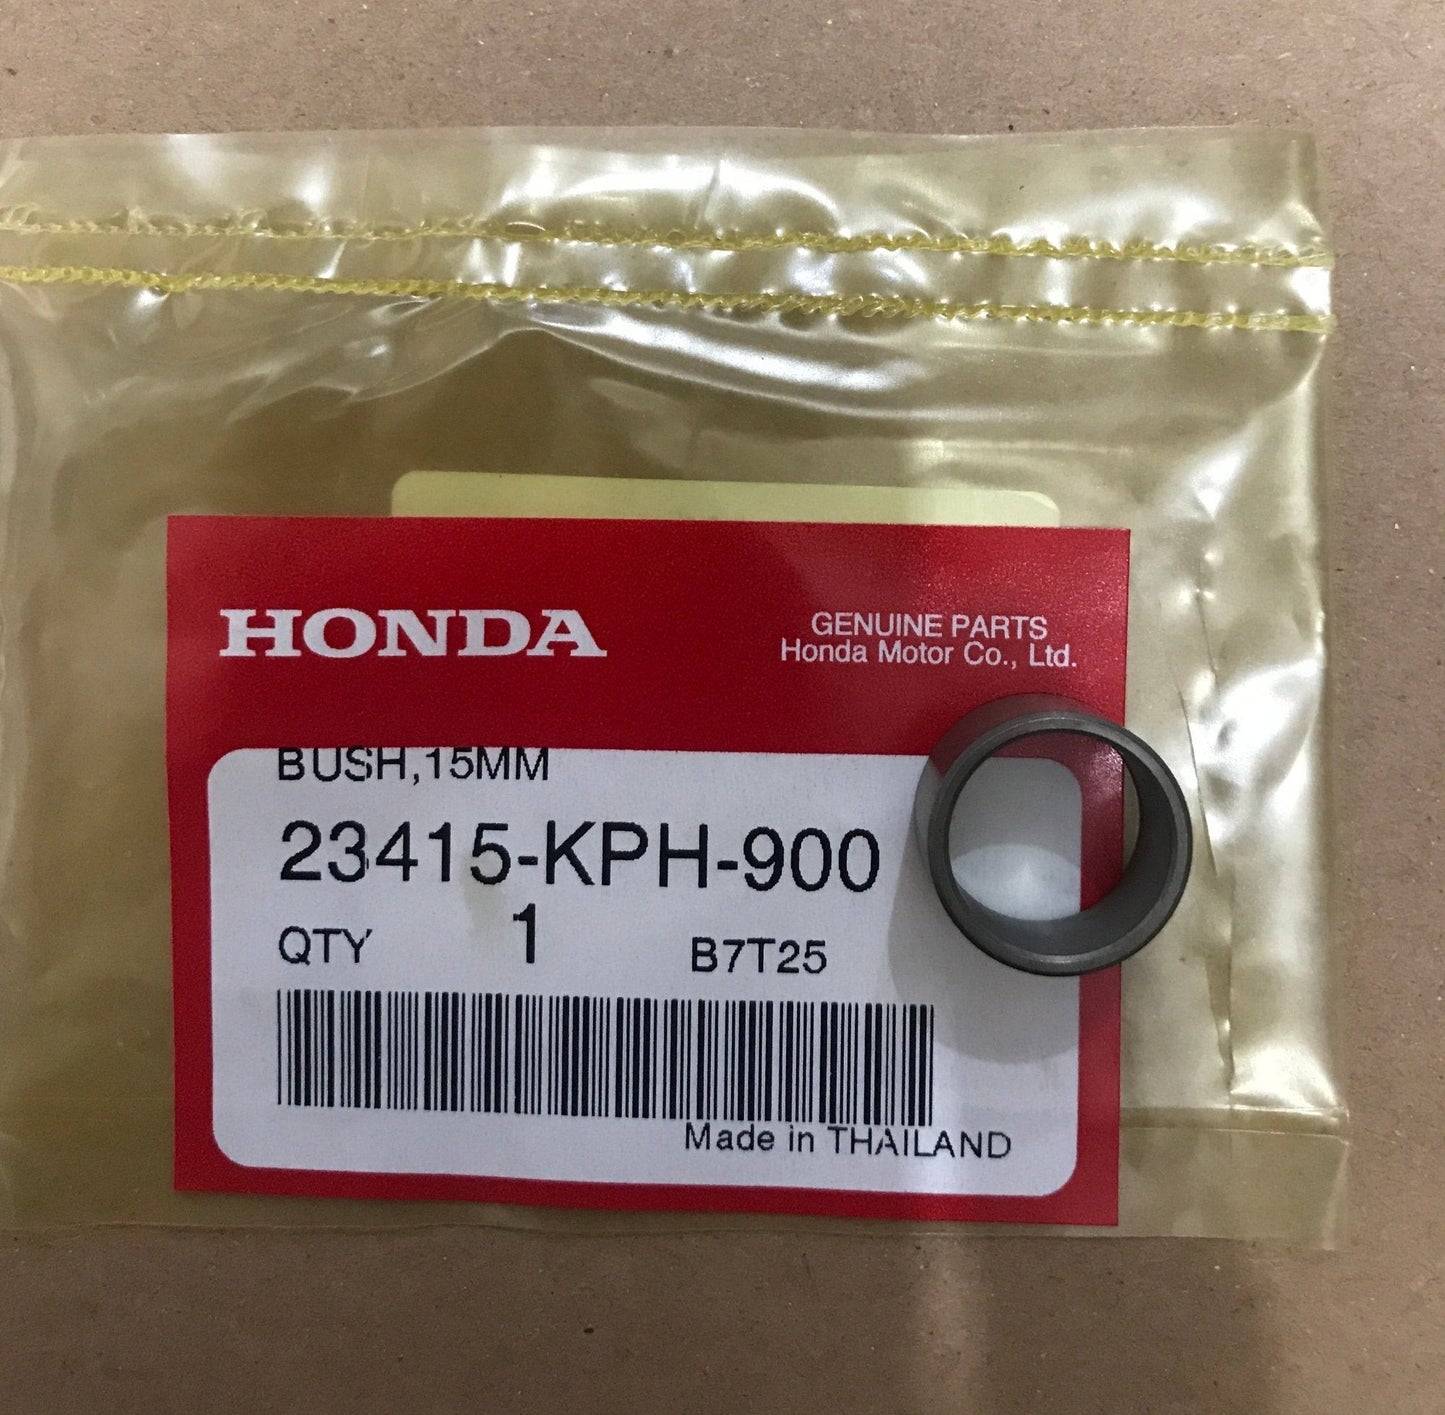 HONDA
GENUINE PARTS
Honda Motor Co., Ltd.
BUSH,15MM
23415-KPH-900
QTY 1 B7T25
Made in THAILAND